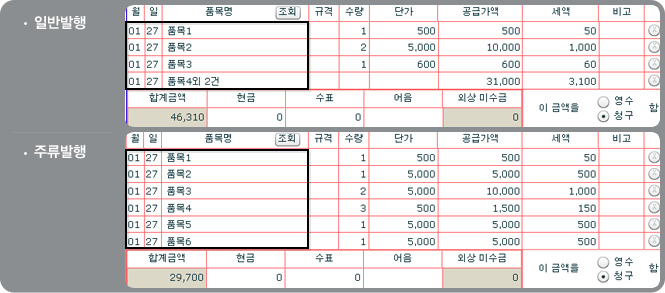 • 일반발행
월 일 품목명 조회 규격 수량 단가 공급가액 세액 비고
01 27 품목1 1 500 500 50
01 27 품목2 2 5,000 10,000 1,000
01 27 품목3 1 600 600 60
01 27 품목4외 2건 31,000 3,100
합계금액 현금 수표 어음 외상 미수금 이 금액을 영수 청구 합
46,310 0 0 0
• 주류발행
월 일 품목명 조회 규격 수량 단가 공급가액 세액 비고
01 27 품목1 1 500 500 50
01 27 품목2 1 5,000 5,000 500
01 27 품목3 2 5,000 10,000 1,000
01 27 품목4 3 500 1,500 150
01 27 품목5 1 5,000 5,000 500
01 27 품목6 1 5,000 5,000 500
합계금액 현금 수표 어음 외상 미수금 이 금액을 영수 청구 합
29,700 0 0 0